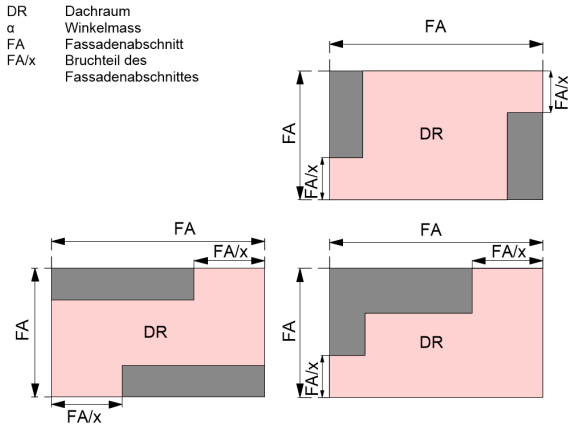 DR Dachraum
α Winkelmass
FA Fassadenabschnitt
FA/x Bruchteil des
Fassadenabschnittes
FA
FA
FA/x
DR
FA/x
FA
FA/x
FA
DR
FA/x
FA
FA/x
FA
DR
FA/x